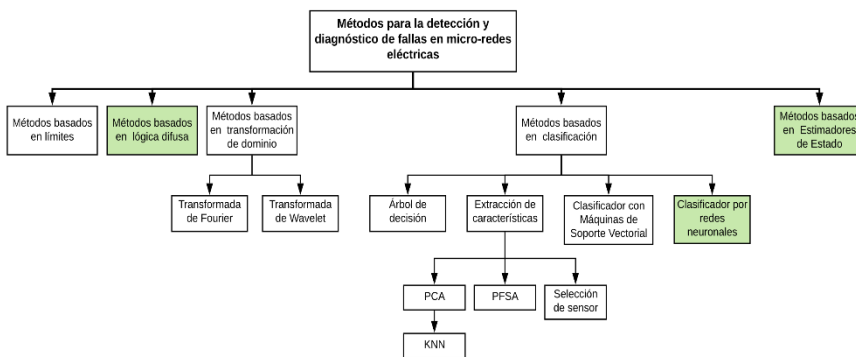 Métodos para la detección y
diagnóstico de fallas en micro-redes
eléctricas
Métodos basados
en límites
Métodos basados
en lógica difusa
Métodos basados
en transformación
de dominio
Métodos basados
en clasificación
Métodos basados
en Estimadores
de Estado
Transformada
de Fourier
Transformada
de Wavelet
Árbol de
decisión
Extracción de
características
Clasificador con
Máquinas de
Soporte Vectorial
Clasificador por
redes
neuronales
PCA
PFSA
Selección
de sensor
KNN